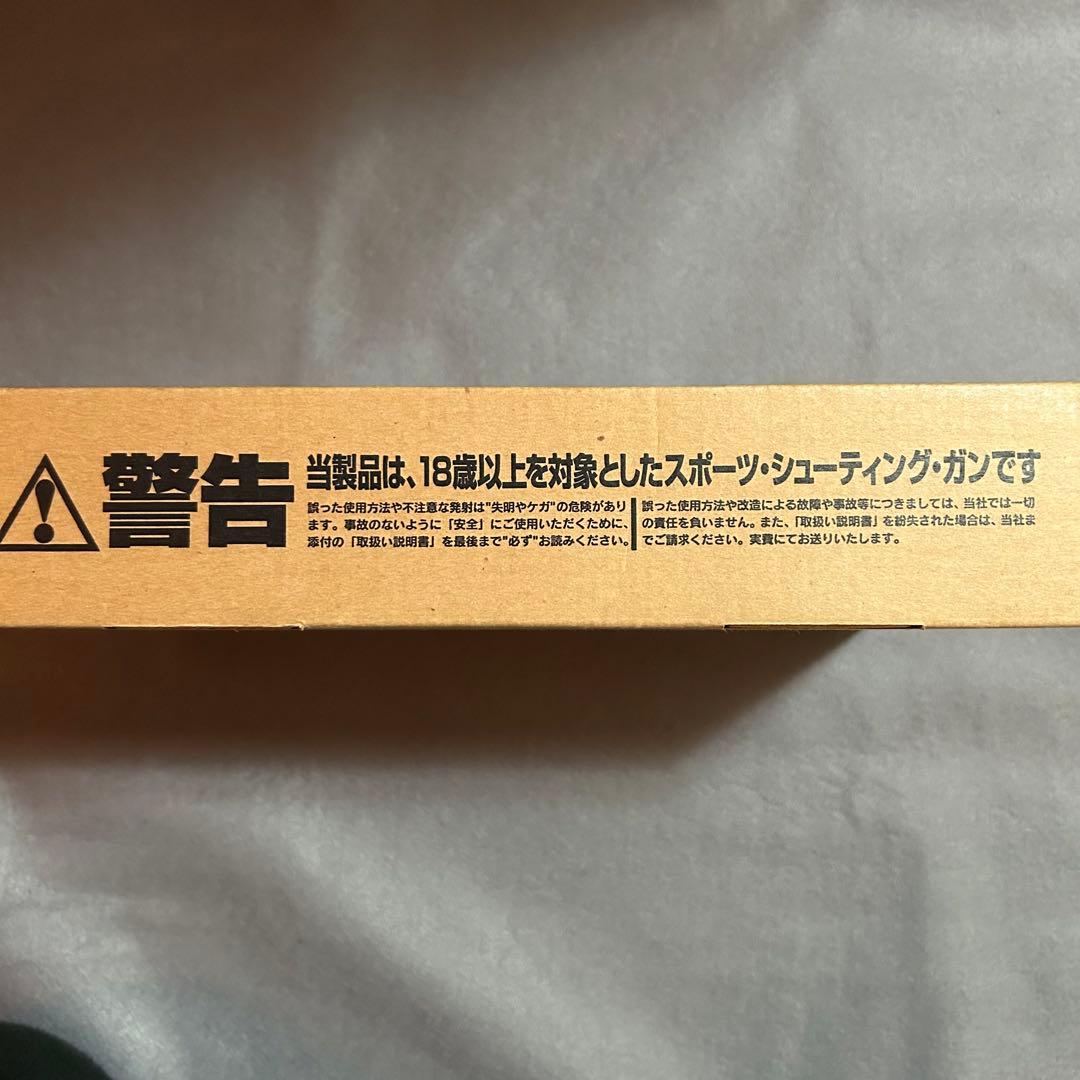 警告
当製品は、18歳以上を対象としたスポーツ・シューティング・ガンです
誤った使用方法や不注意な発射は"失明やケガ"の危険があり
ます。事故のないように「安全」にご使用いただくために、
添付の「取扱い説明書」を最後まで"必ず"お読みください。
誤った使用方法や改造による故障や事故等につきましては、当社では一切
の責任を負いません。また、「取扱い説明書」を紛失された場合は、当社ま
でご請求ください。実費にてお送りいたします。